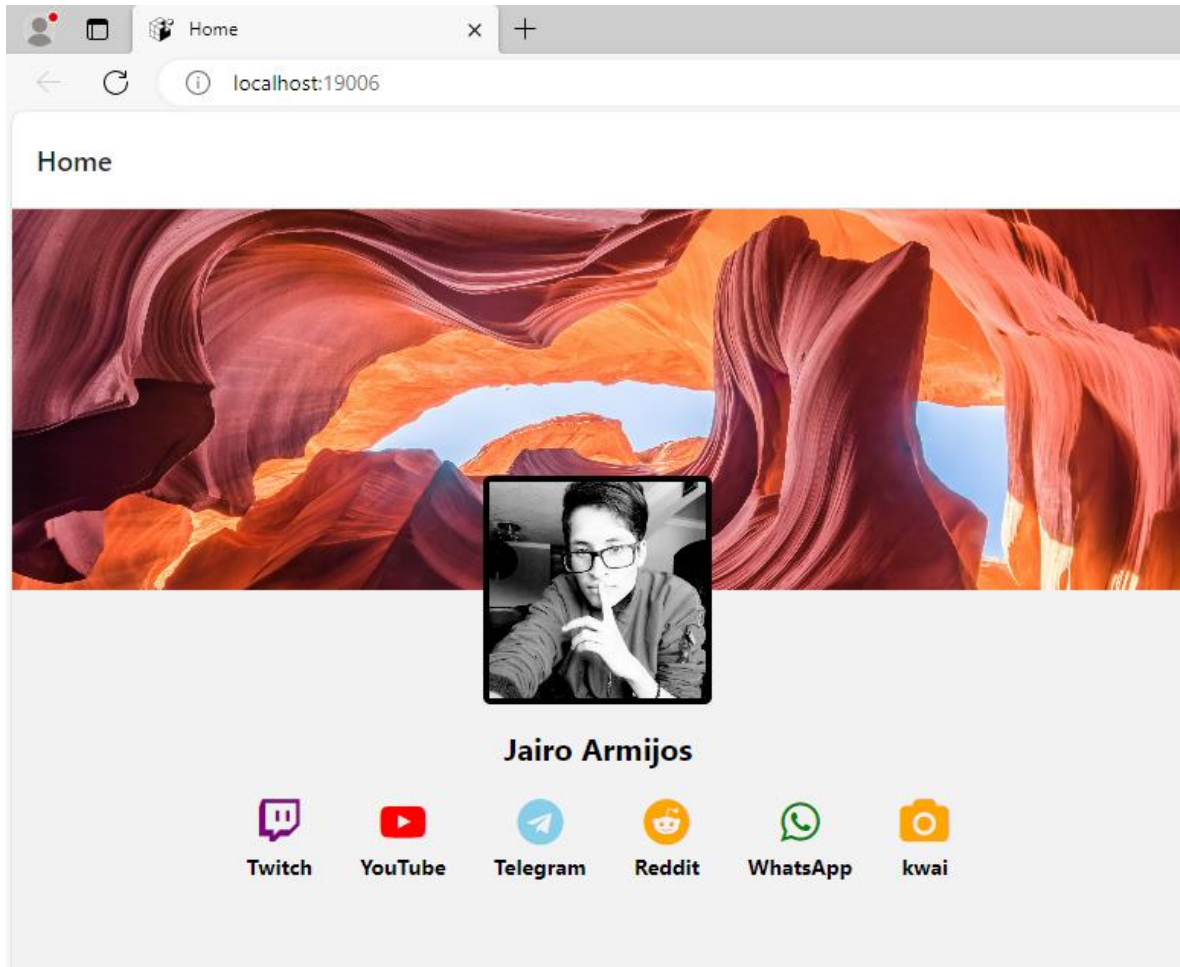 Home
localhost:19006
Home
Jairo Armijos
Twitch YouTube Telegram Reddit WhatsApp kwai